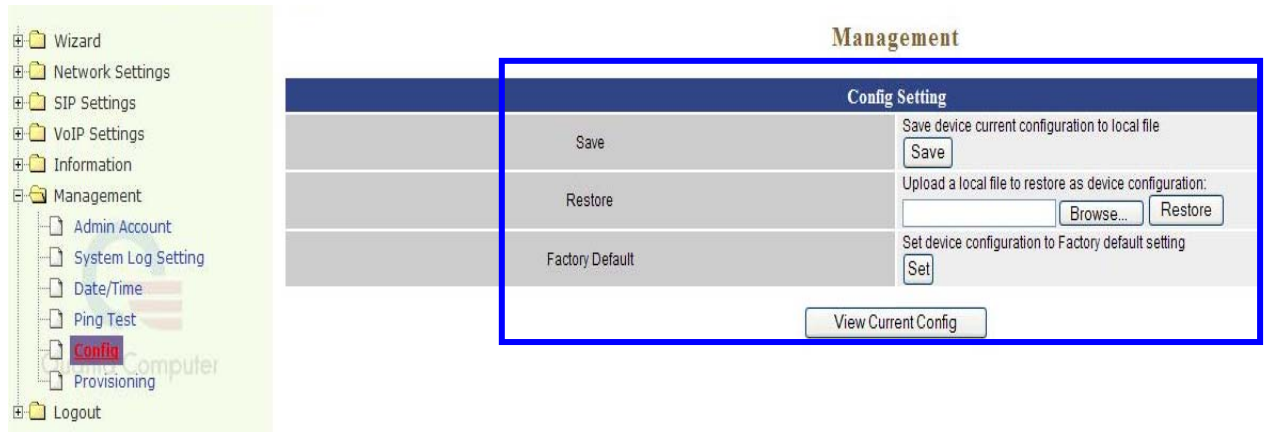 Wizard
Network Settings
SIP Settings
VoIP Settings
Information
Management
Admin Account
System Log Setting
Date/Time
Ping Test
Config
Quanta Computer
Provisioning
Logout
Management
Config Setting
Save
Save device current configuration to local file
Save
Restore
Upload a local file to restore as device configuration:
Browse... Restore
Factory Default
Set device configuration to Factory default setting
Set
View Current Config